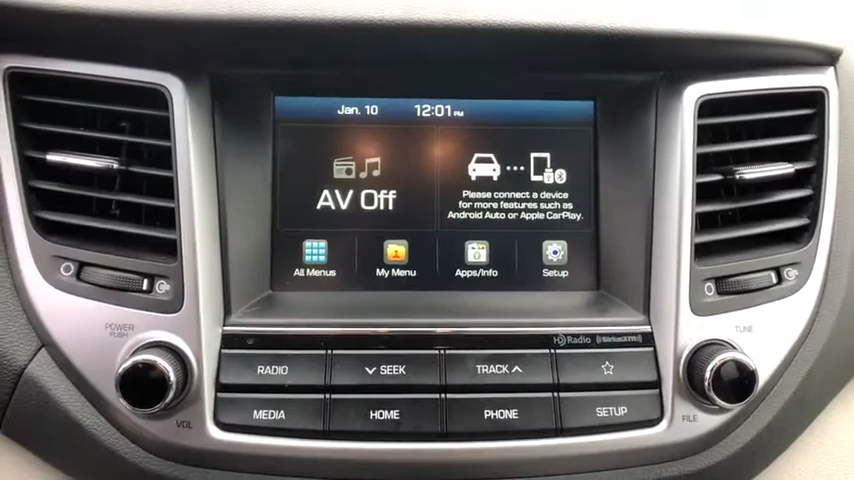 Jan. 10
12:01 PM
AV Off
Please connect a device
for more features such as
Android Auto or Apple CarPlay.
All Menus
My Menu
Apps/Info
Setup
HD Radio
((SiriusXM))
POWER
PUSH
VOL
RADIO
SEEK
TRACK
MEDIA
HOME
PHONE
SETUP
TUNE
FILE